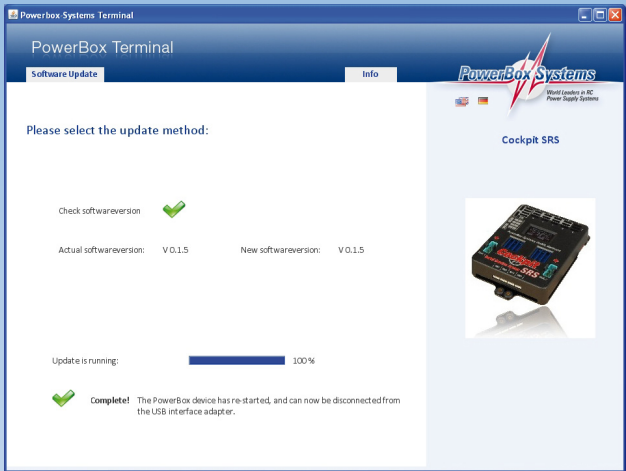 Powerbox-Systems Terminal
PowerBox Terminal
Software Update
Info
PowerBox Systems
World Leaders in RC
Power Supply Systems
Please select the update method:
Cockpit SRS
Check softwareversion
Actual softwareversion: V 0.1.5 New softwareversion: V 0.1.5
SRS
Update is running: 100 %
Complete! The PowerBox device has re-started, and can now be disconnected from
the USB interface adapter.